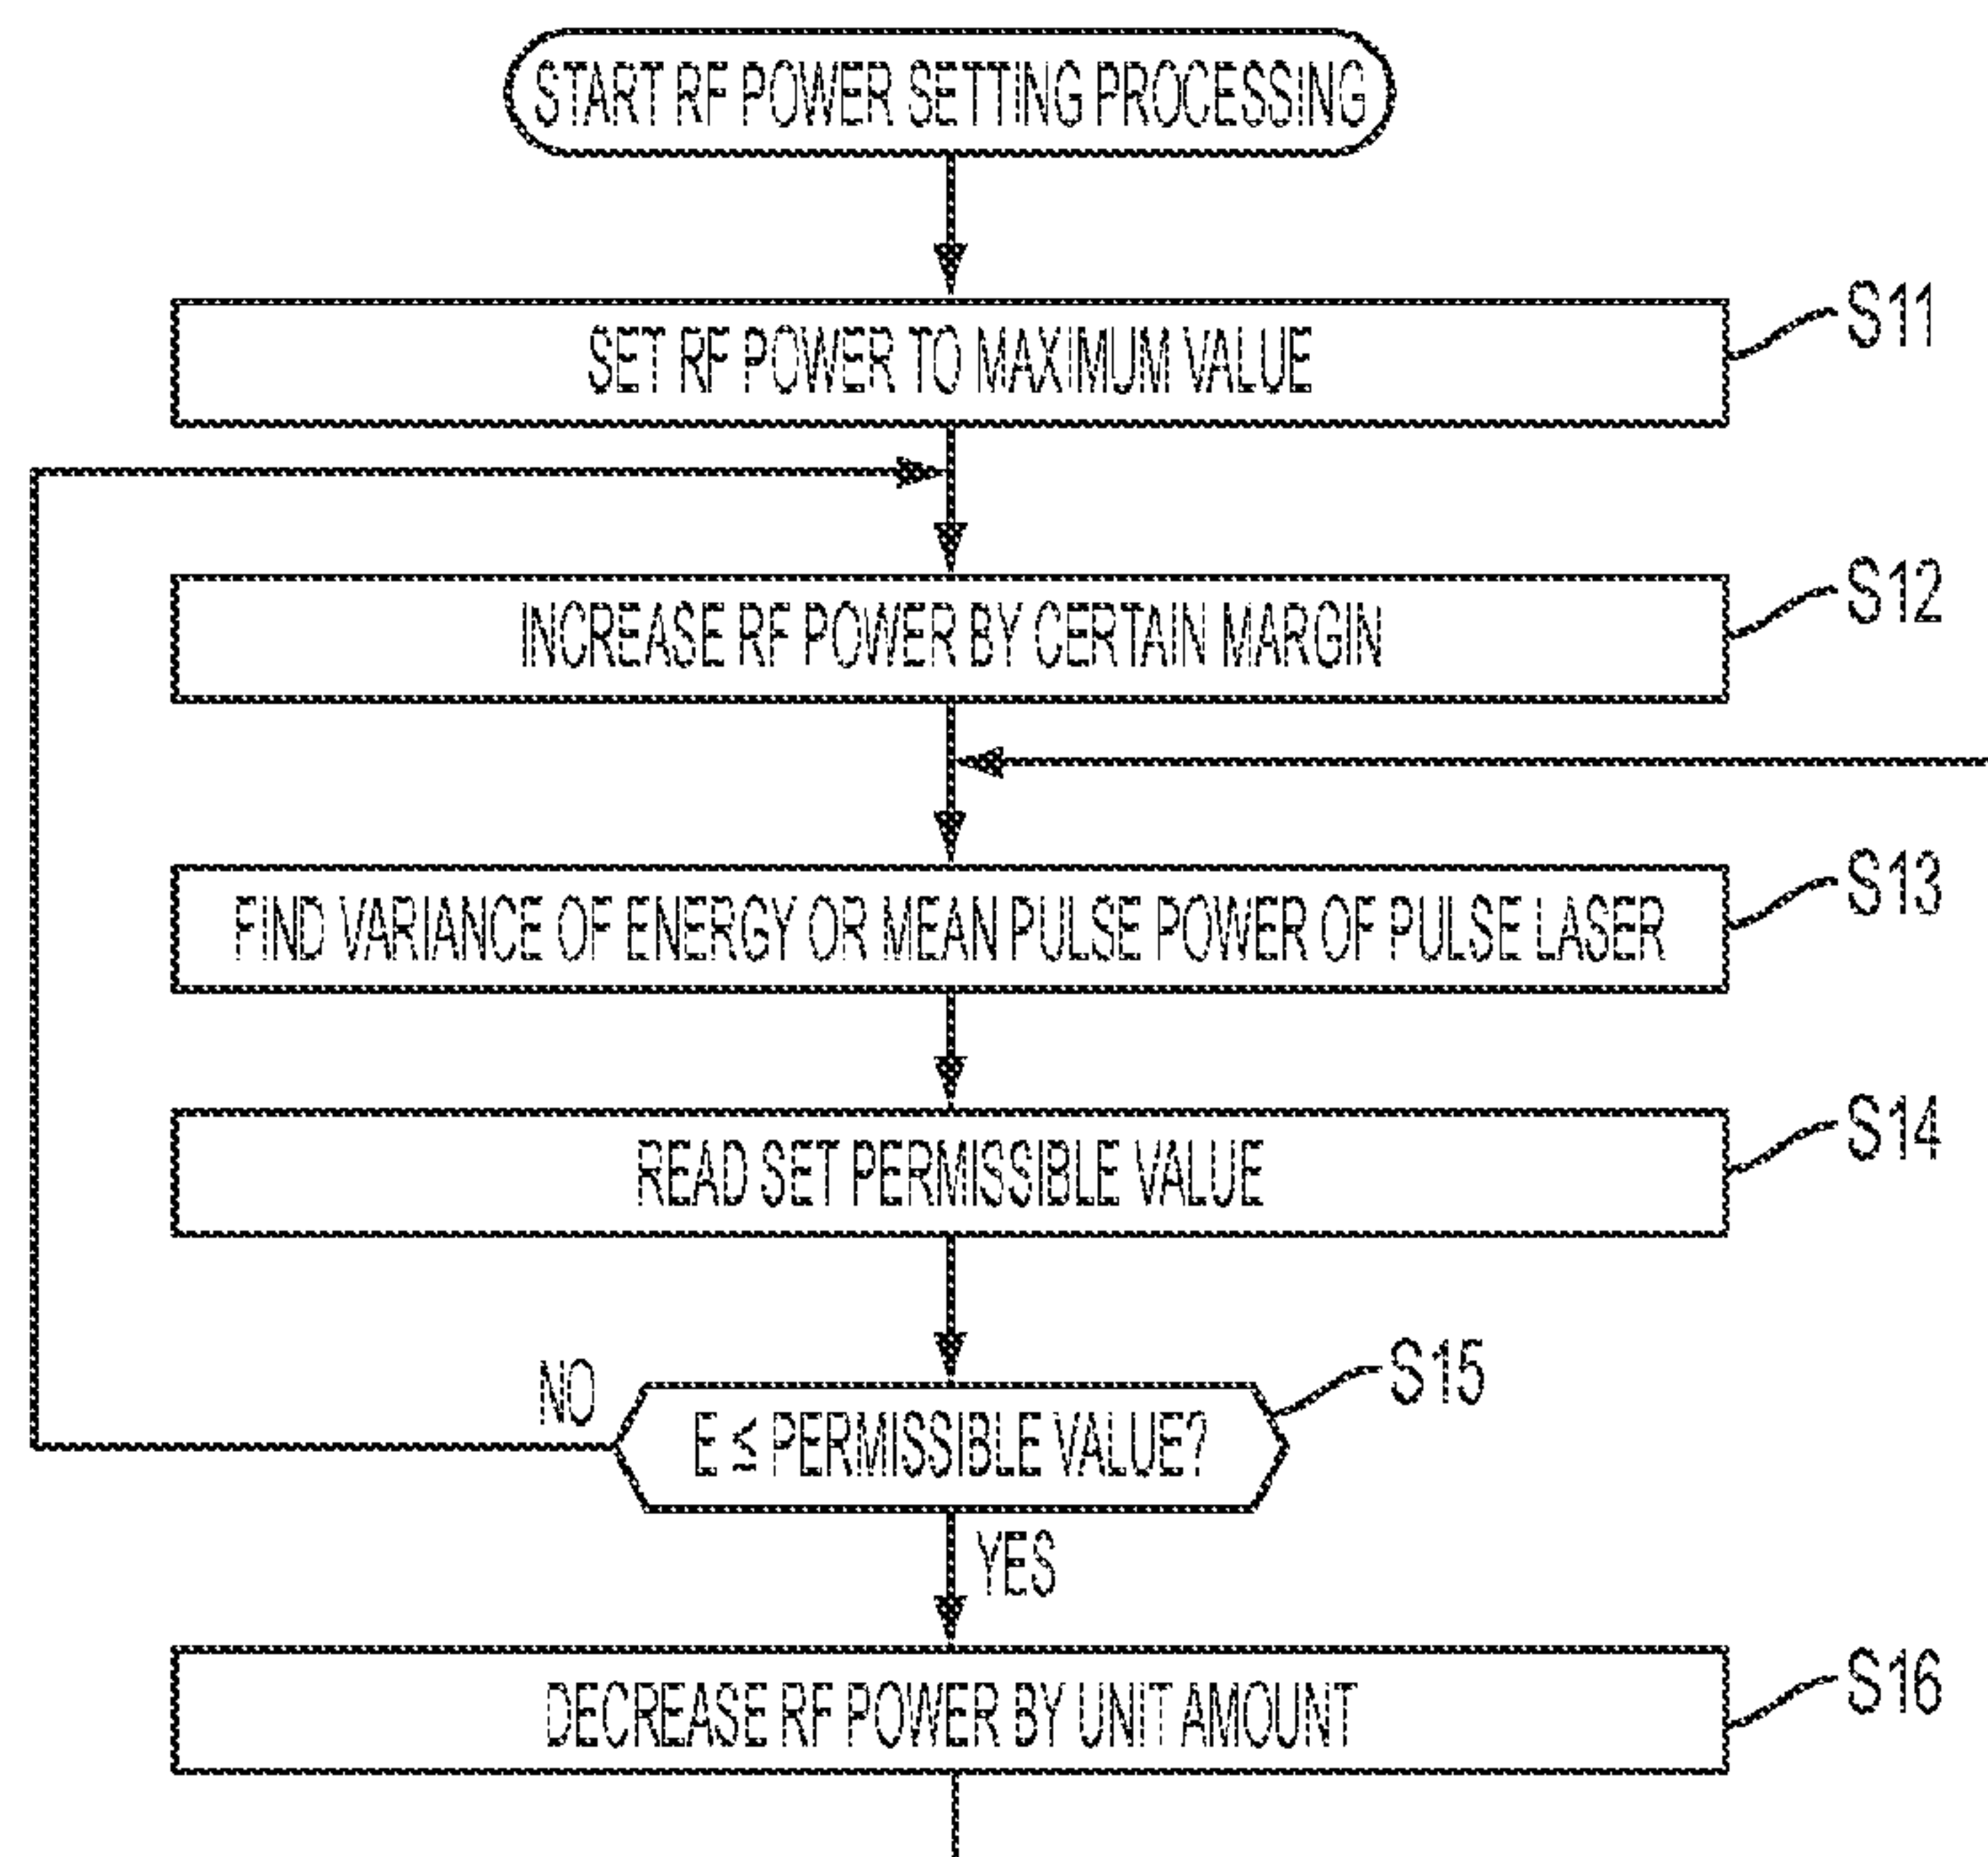 START RF POWER SETTING PROCESSING
SET RF POWER TO MAXIMUM VALUE
S11
INCREASE RF POWER BY CERTAIN MARGIN
S12
FIND VARIANCE OF ENERGY OR MEAN PULSE POWER OF PULSE LASER
S13
READ SET PERMISSIBLE VALUE
S14
NO
E ≤ PERMISSIBLE VALUE?
S15
YES
DECREASE RF POWER BY UNIT AMOUNT
S16